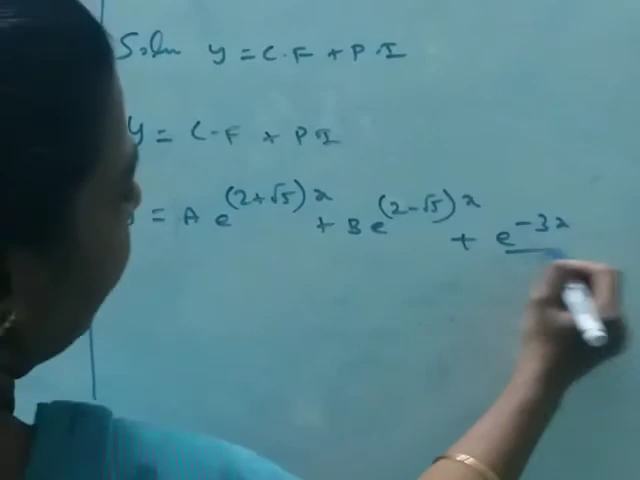 Soln y = C.F + P.I
y = C.F + P.I
y = A e^(2+√5)x + B e^(2-√5)x + e^-3x